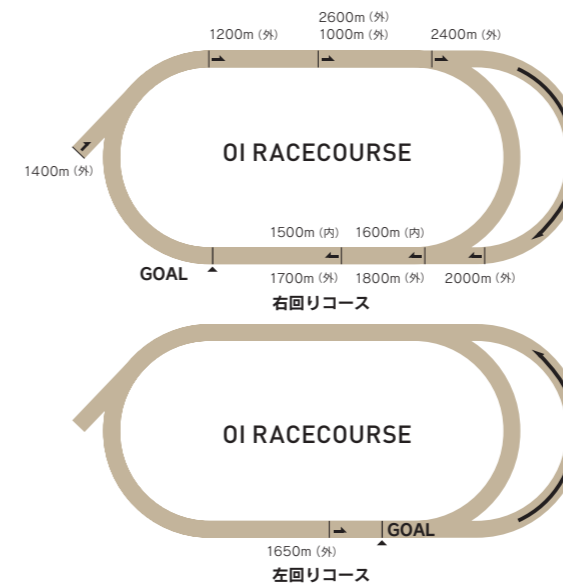 2600m (外)
1200m (外)
1000m (外)
2400m (外)
OI RACECOURSE
1400m (外)
1500m (内)
1600m (内)
GOAL
1700m (外)
1800m (外)
2000m (外)
右回りコース
OI RACECOURSE
GOAL
1650m (外)
左回りコース